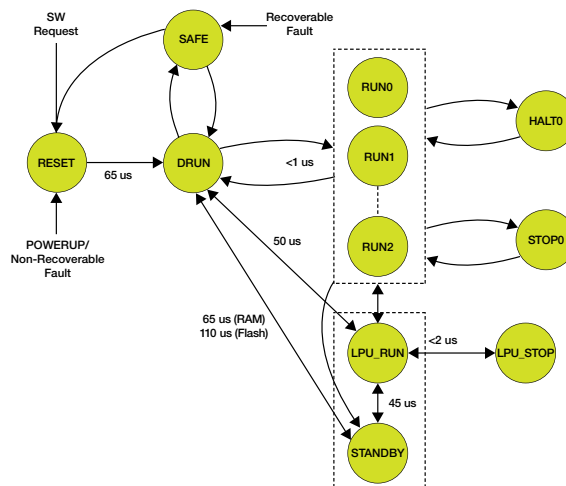 SW
Request
Recoverable
Fault
SAFE
RUN0
HALT0
RESET
65 us
DRUN
<1 us
RUN1
POWERUP/
Non-Recoverable
Fault
50 us
RUN2
STOP0
65 us (RAM)
110 us (Flash)
LPU_RUN
<2 us
LPU_STOP
45 us
STANDBY